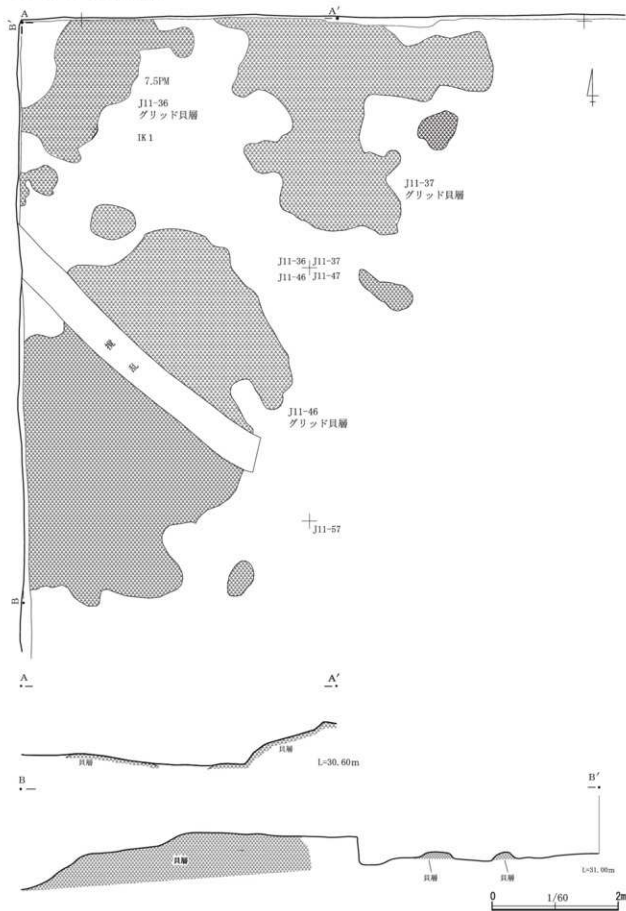 A
A′
B′
7.5PM
J11-36
グリッド貝層
IK 1
J11-37
グリッド貝層
J11-36 J11-37
J11-46 J11-47
撹乱
J11-46
グリッド貝層
J11-57
B
A
A′
貝層
貝層
L=30.60m
B
B′
貝層
貝層
貝層
L=31.00m
0
1/60
2m